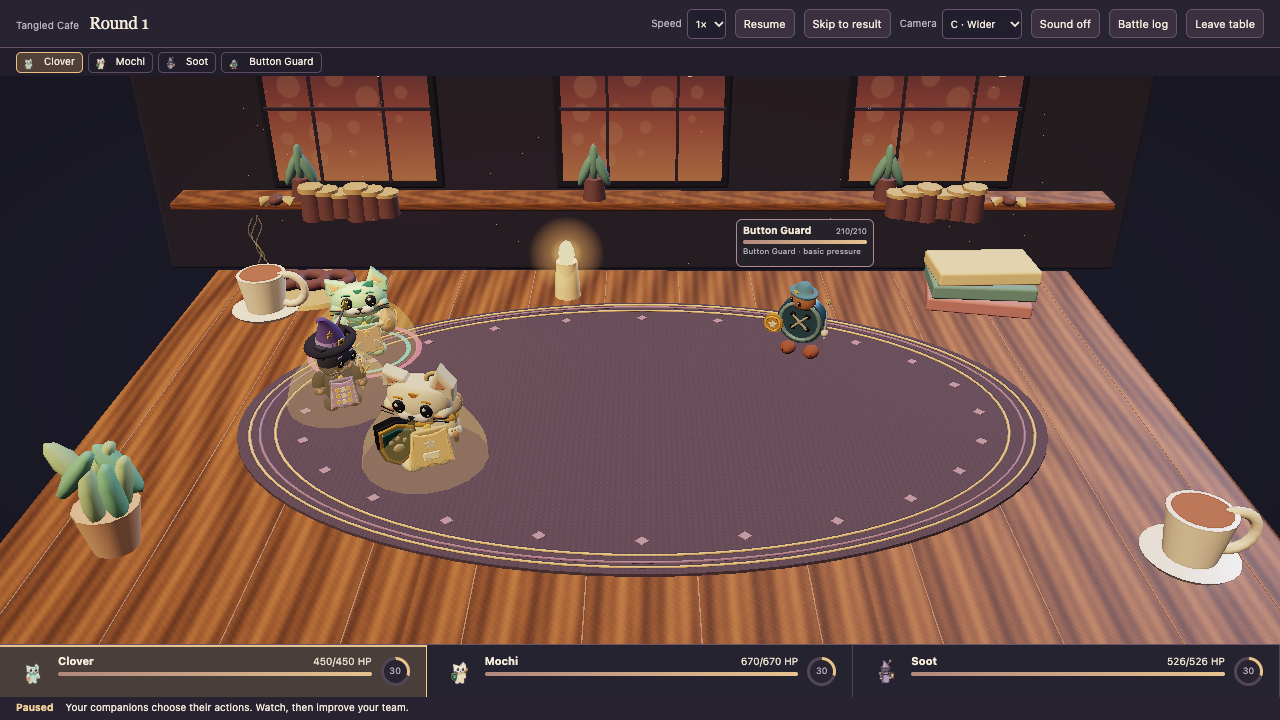 Tangled Cafe Round 1
Speed 1x Resume Skip to result Camera C · Wider Sound off Battle log Leave table
Clover Mochi Soot Button Guard
Button Guard 210/210
Button Guard · basic pressure
Clover 450/450 HP 30
Mochi 670/670 HP 30
Soot 526/526 HP 30
Paused Your companions choose their actions. Watch, then improve your team.